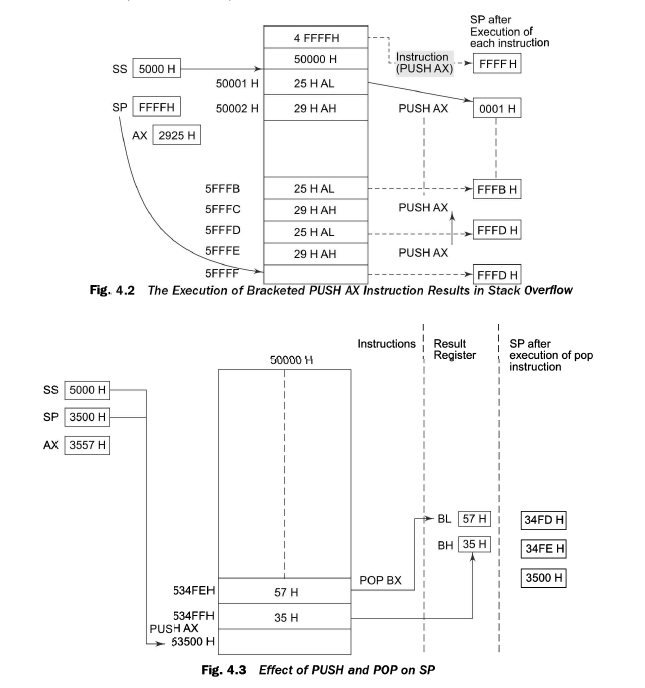 SP after
Execution of
each instruction
4 FFFFH
Instruction
(PUSH AX)
FFFF H
50000 H
SS 5000 H
50001 H 25 H AL
SP FFFFH
50002 H 29 H AH
PUSH AX
0001 H
AX 2925 H
5FFFB 25 H AL
FFFB H
5FFFC 29 H AH
PUSH AX
5FFFD 25 H AL
FFFD H
5FFFE 29 H AH
PUSH AX
5FFFF
FFFD H
Fig. 4.2 The Execution of Bracketed PUSH AX Instruction Results in Stack Overflow
Instructions
Result
Register
SP after
execution of pop
instruction
50000 H
SS 5000 H
SP 3500 H
AX 3557 H
BL 57 H
34FD H
BH 35 H
34FE H
3500 H
POP BX
534FEH 57 H
534FFH 35 H
PUSH AX
53500 H
Fig. 4.3 Effect of PUSH and POP on SP